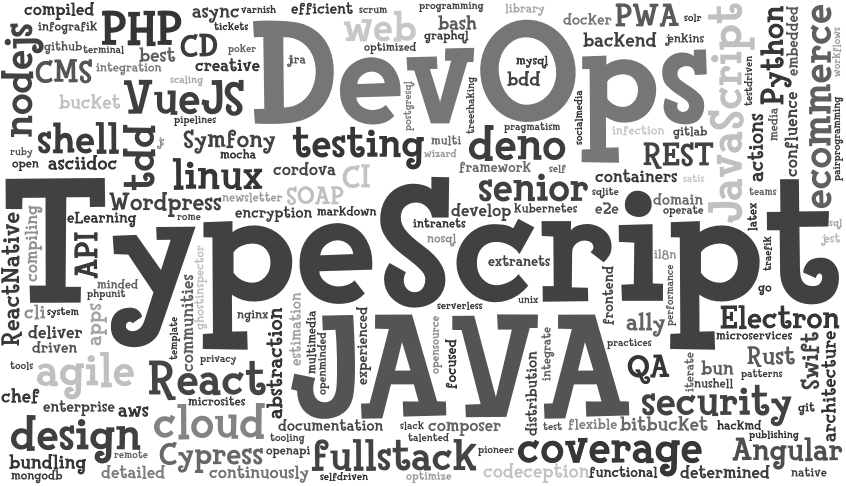 compiled
PHP
async
varnish
efficient
scrum
programming
library
docker
PWA
solr
Python
embedded
ecommerce
workflows
infografik
tickets
web
bash
graphql
github
terminal
best
CD
poker
optimized
backend
jenkins
JavaScript
nodejs
CMS
integration
creative
jra
DevOps
mysql
bdd
testdriven
scaling
bucket
VueJS
postgresql
treeshaking
socialmedia
media
confluence
pairprogramming
pipelines
shell
tdd
js
Symfony
testing
multi
pragmatism
deno
infection
gitlab
actions
ruby
mocha
wizard
REST
open
asciidoc
linux
cordova
CI
framework
self
containers
satis
senior
sqlite
teams
Wordpress
newsletter
SOAP
domain
latex
eLearning
rome
encryption
markdown
develop
Kubernetes
e2e
operate
intranets
sql
ReactNative
compiling
API
TypeScript
nosql
jest
traefik
ghostinspector
extranets
i18n
minded
communities
frontend
performance
go
phpunit
unix
cli
system
apps
nginx
estimation
serverless
Electron
deliver
template
abstraction
multimedia
openminded
experienced
JAVA
opensource
focused
a11y
microservices
driven
integrate
practices
privacy
distribution
tools
agile
React
QA
iterate
bun
Rust
Swift
architecture
patterns
nushell
chef
microsites
enterprise
aws
security
git
cloud
documentation
slack
composer
test
flexible
bitbucket
hackMd
design
tooling
talented
publishing
remote
Cypress
openapi
fullstack
pioneer
coverage
Angular
bundling
mongodb
detailed
continuously
selfdriven
optimize
codeception
functional
determined
native